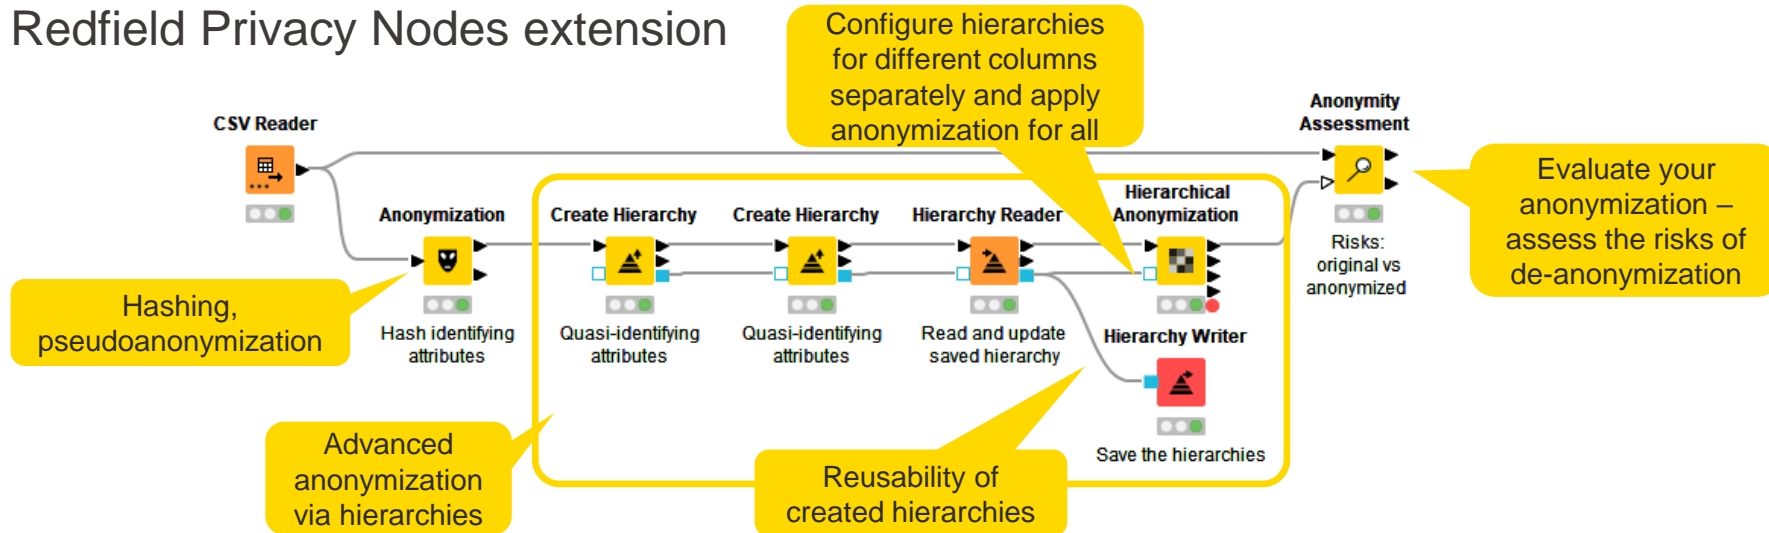 Redfield Privacy Nodes extension
Configure hierarchies
for different columns
separately and apply
anonymization for all
CSV Reader
Anonymity
Assessment
Evaluate your
anonymization –
assess the risks of
de-anonymization
Risks:
original vs
anonymized
Anonymization
Hash identifying
attributes
Create Hierarchy
Quasi-identifying
attributes
Create Hierarchy
Quasi-identifying
attributes
Hierarchy Reader
Read and update
saved hierarchy
Hierarchical
Anonymization
Hierarchy Writer
Save the hierarchies
Hashing,
pseudoanonymization
Advanced
anonymization
via hierarchies
Reusability of
created hierarchies